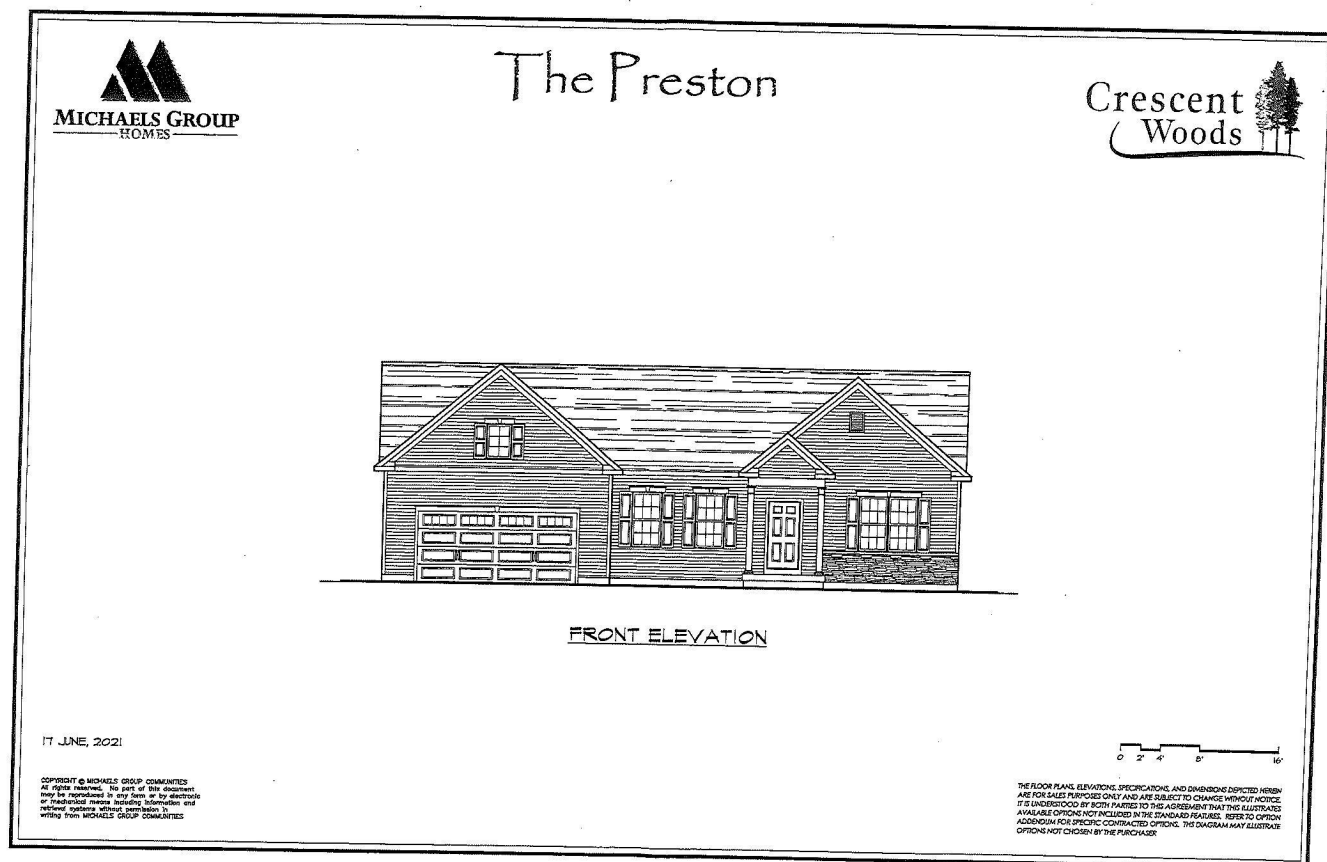 The Preston
MICHAELS GROUP
HOMES
Crescent
Woods
FRONT ELEVATION
17 JUNE, 2021
0 2' 4' 8' 16'
COPYRIGHT © MICHAELS GROUP COMMUNITIES
All rights reserved. No part of this document
may be reproduced in any form or by electronic
or mechanical means including information and
retrieval systems without permission in
writing from MICHAELS GROUP COMMUNITIES
THE FLOOR PLANS, ELEVATIONS, SPECIFICATIONS, AND DIMENSIONS DEPICTED HEREIN
ARE FOR SALES PURPOSES ONLY AND ARE SUBJECT TO CHANGE WITHOUT NOTICE.
IT IS UNDERSTOOD BY BOTH PARTIES TO THIS AGREEMENT THAT THIS ILLUSTRATES
AVAILABLE OPTIONS NOT INCLUDED IN THE STANDARD FEATURES. REFER TO OPTION
ADDENDUM FOR SPECIFIC CONTRACTED OPTIONS. THIS DIAGRAM MAY ILLUSTRATE
OPTIONS NOT CHOSEN BY THE PURCHASER